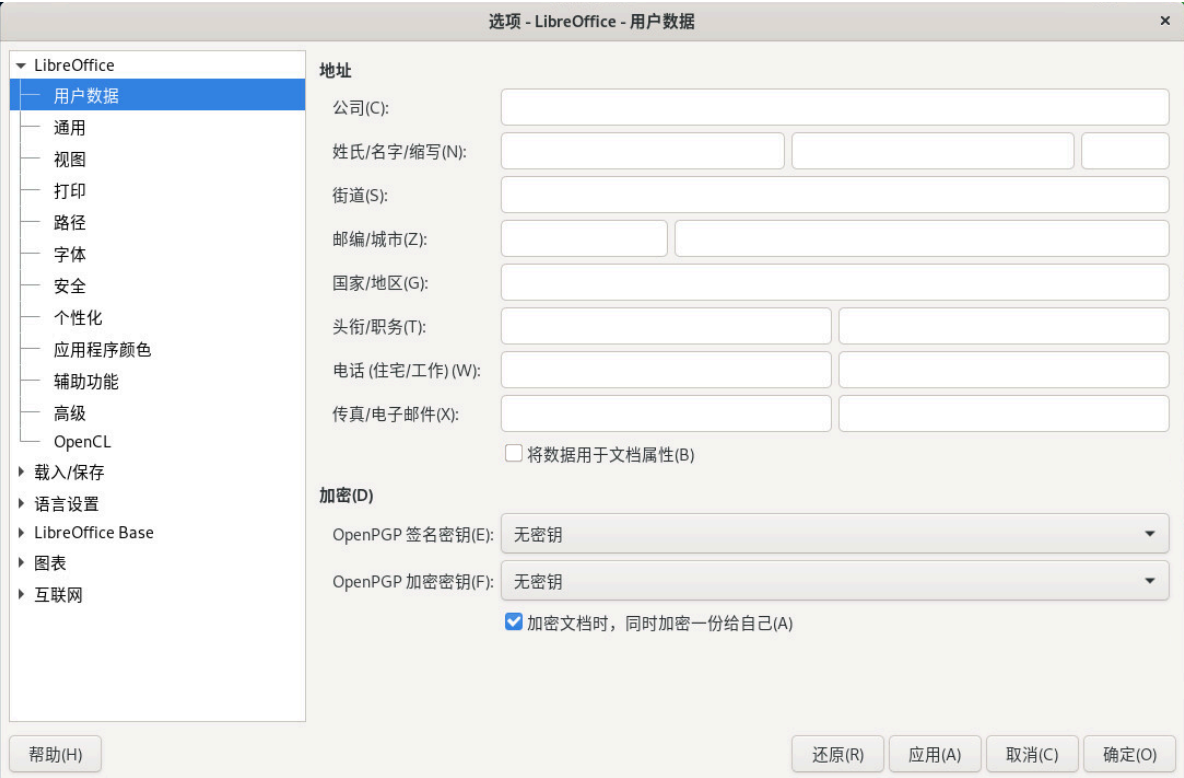 选项 - LibreOffice - 用户数据
LibreOffice
用户数据
通用
视图
打印
路径
字体
安全
个性化
应用程序颜色
辅助功能
高级
OpenCL
载入/保存
语言设置
LibreOffice Base
图表
互联网
地址
公司(C):
姓氏/名字/缩写(N):
街道(S):
邮编/城市(Z):
国家/地区(G):
头衔/职务(T):
电话 (住宅/工作) (W):
传真/电子邮件(X):
将数据用于文档属性(B)
加密(D)
OpenPGP 签名密钥(E): 无密钥
OpenPGP 加密密钥(F): 无密钥
加密文档时，同时加密一份给自己(A)
帮助(H) 还原(R) 应用(A) 取消(C) 确定(O)